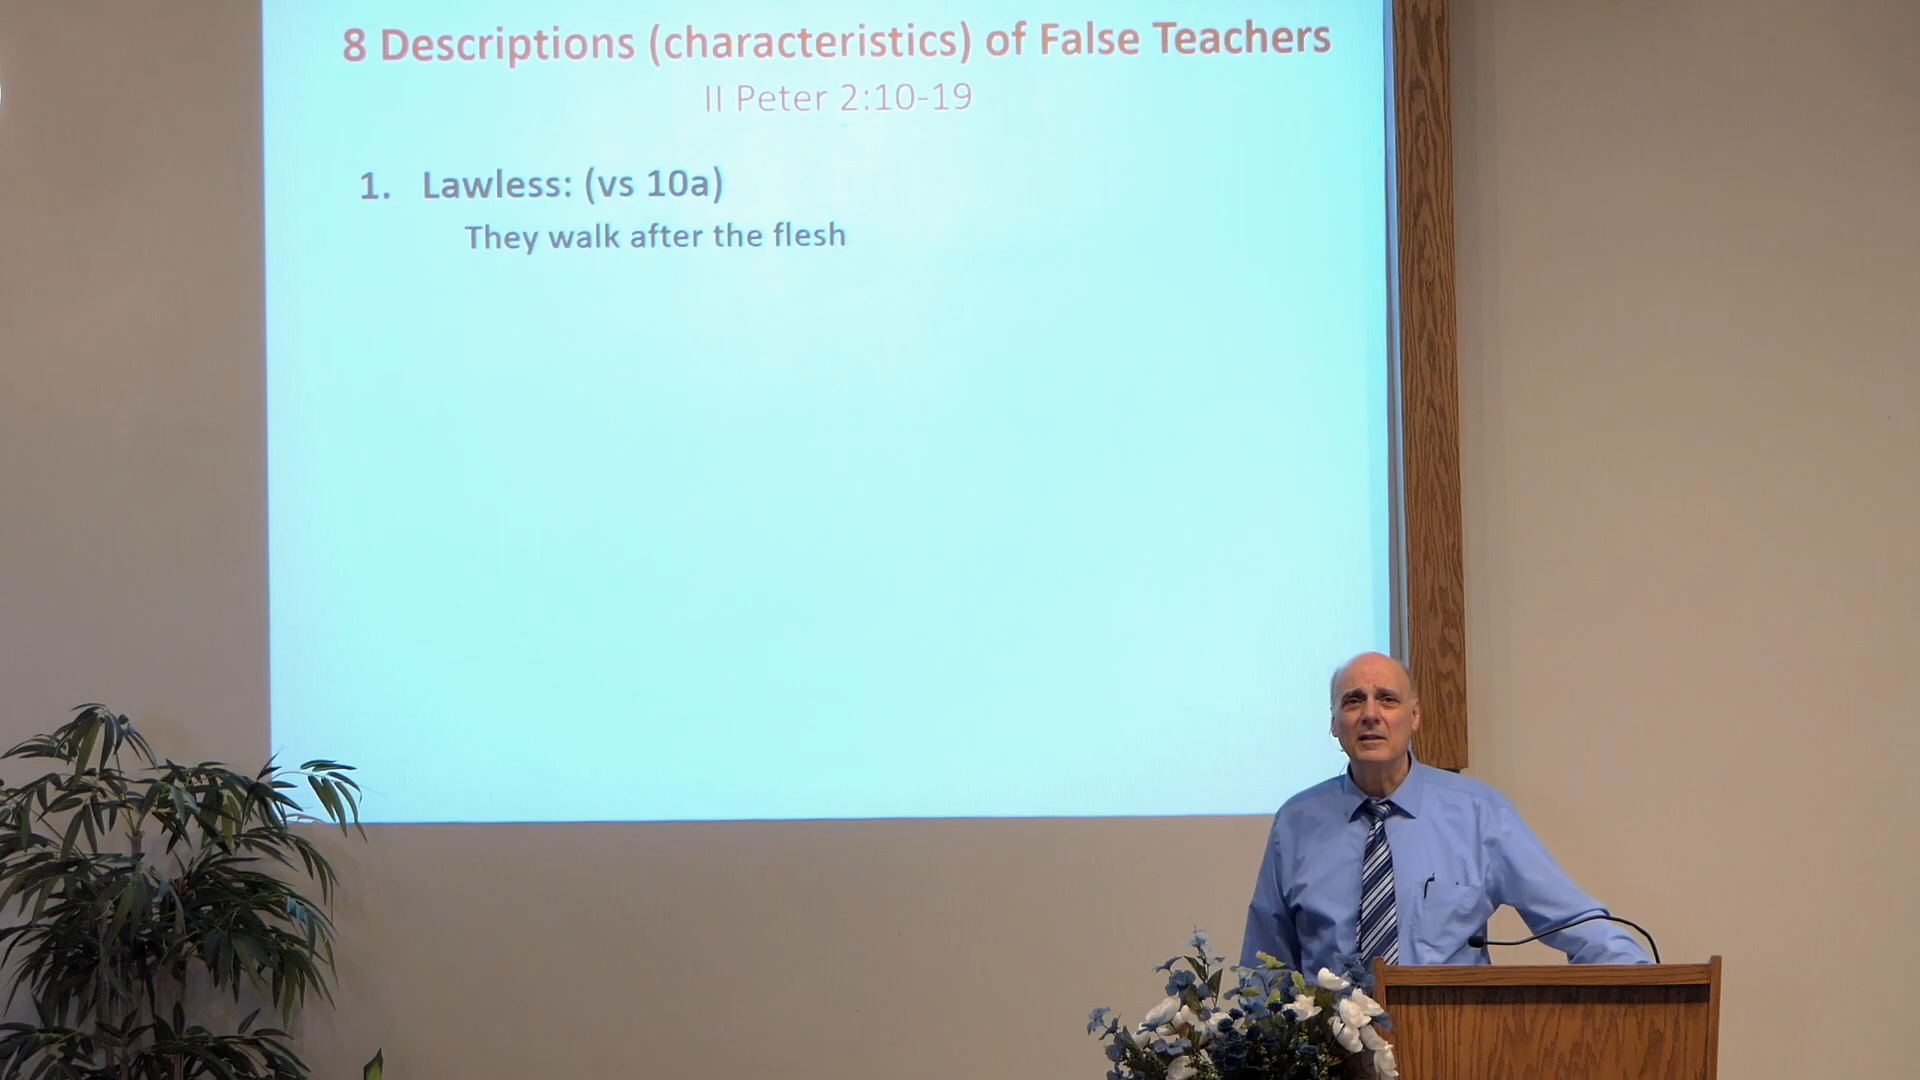 8 Descriptions (characteristics) of False Teachers
II Peter 2:10-19
1. Lawless: (vs 10a)
They walk after the flesh